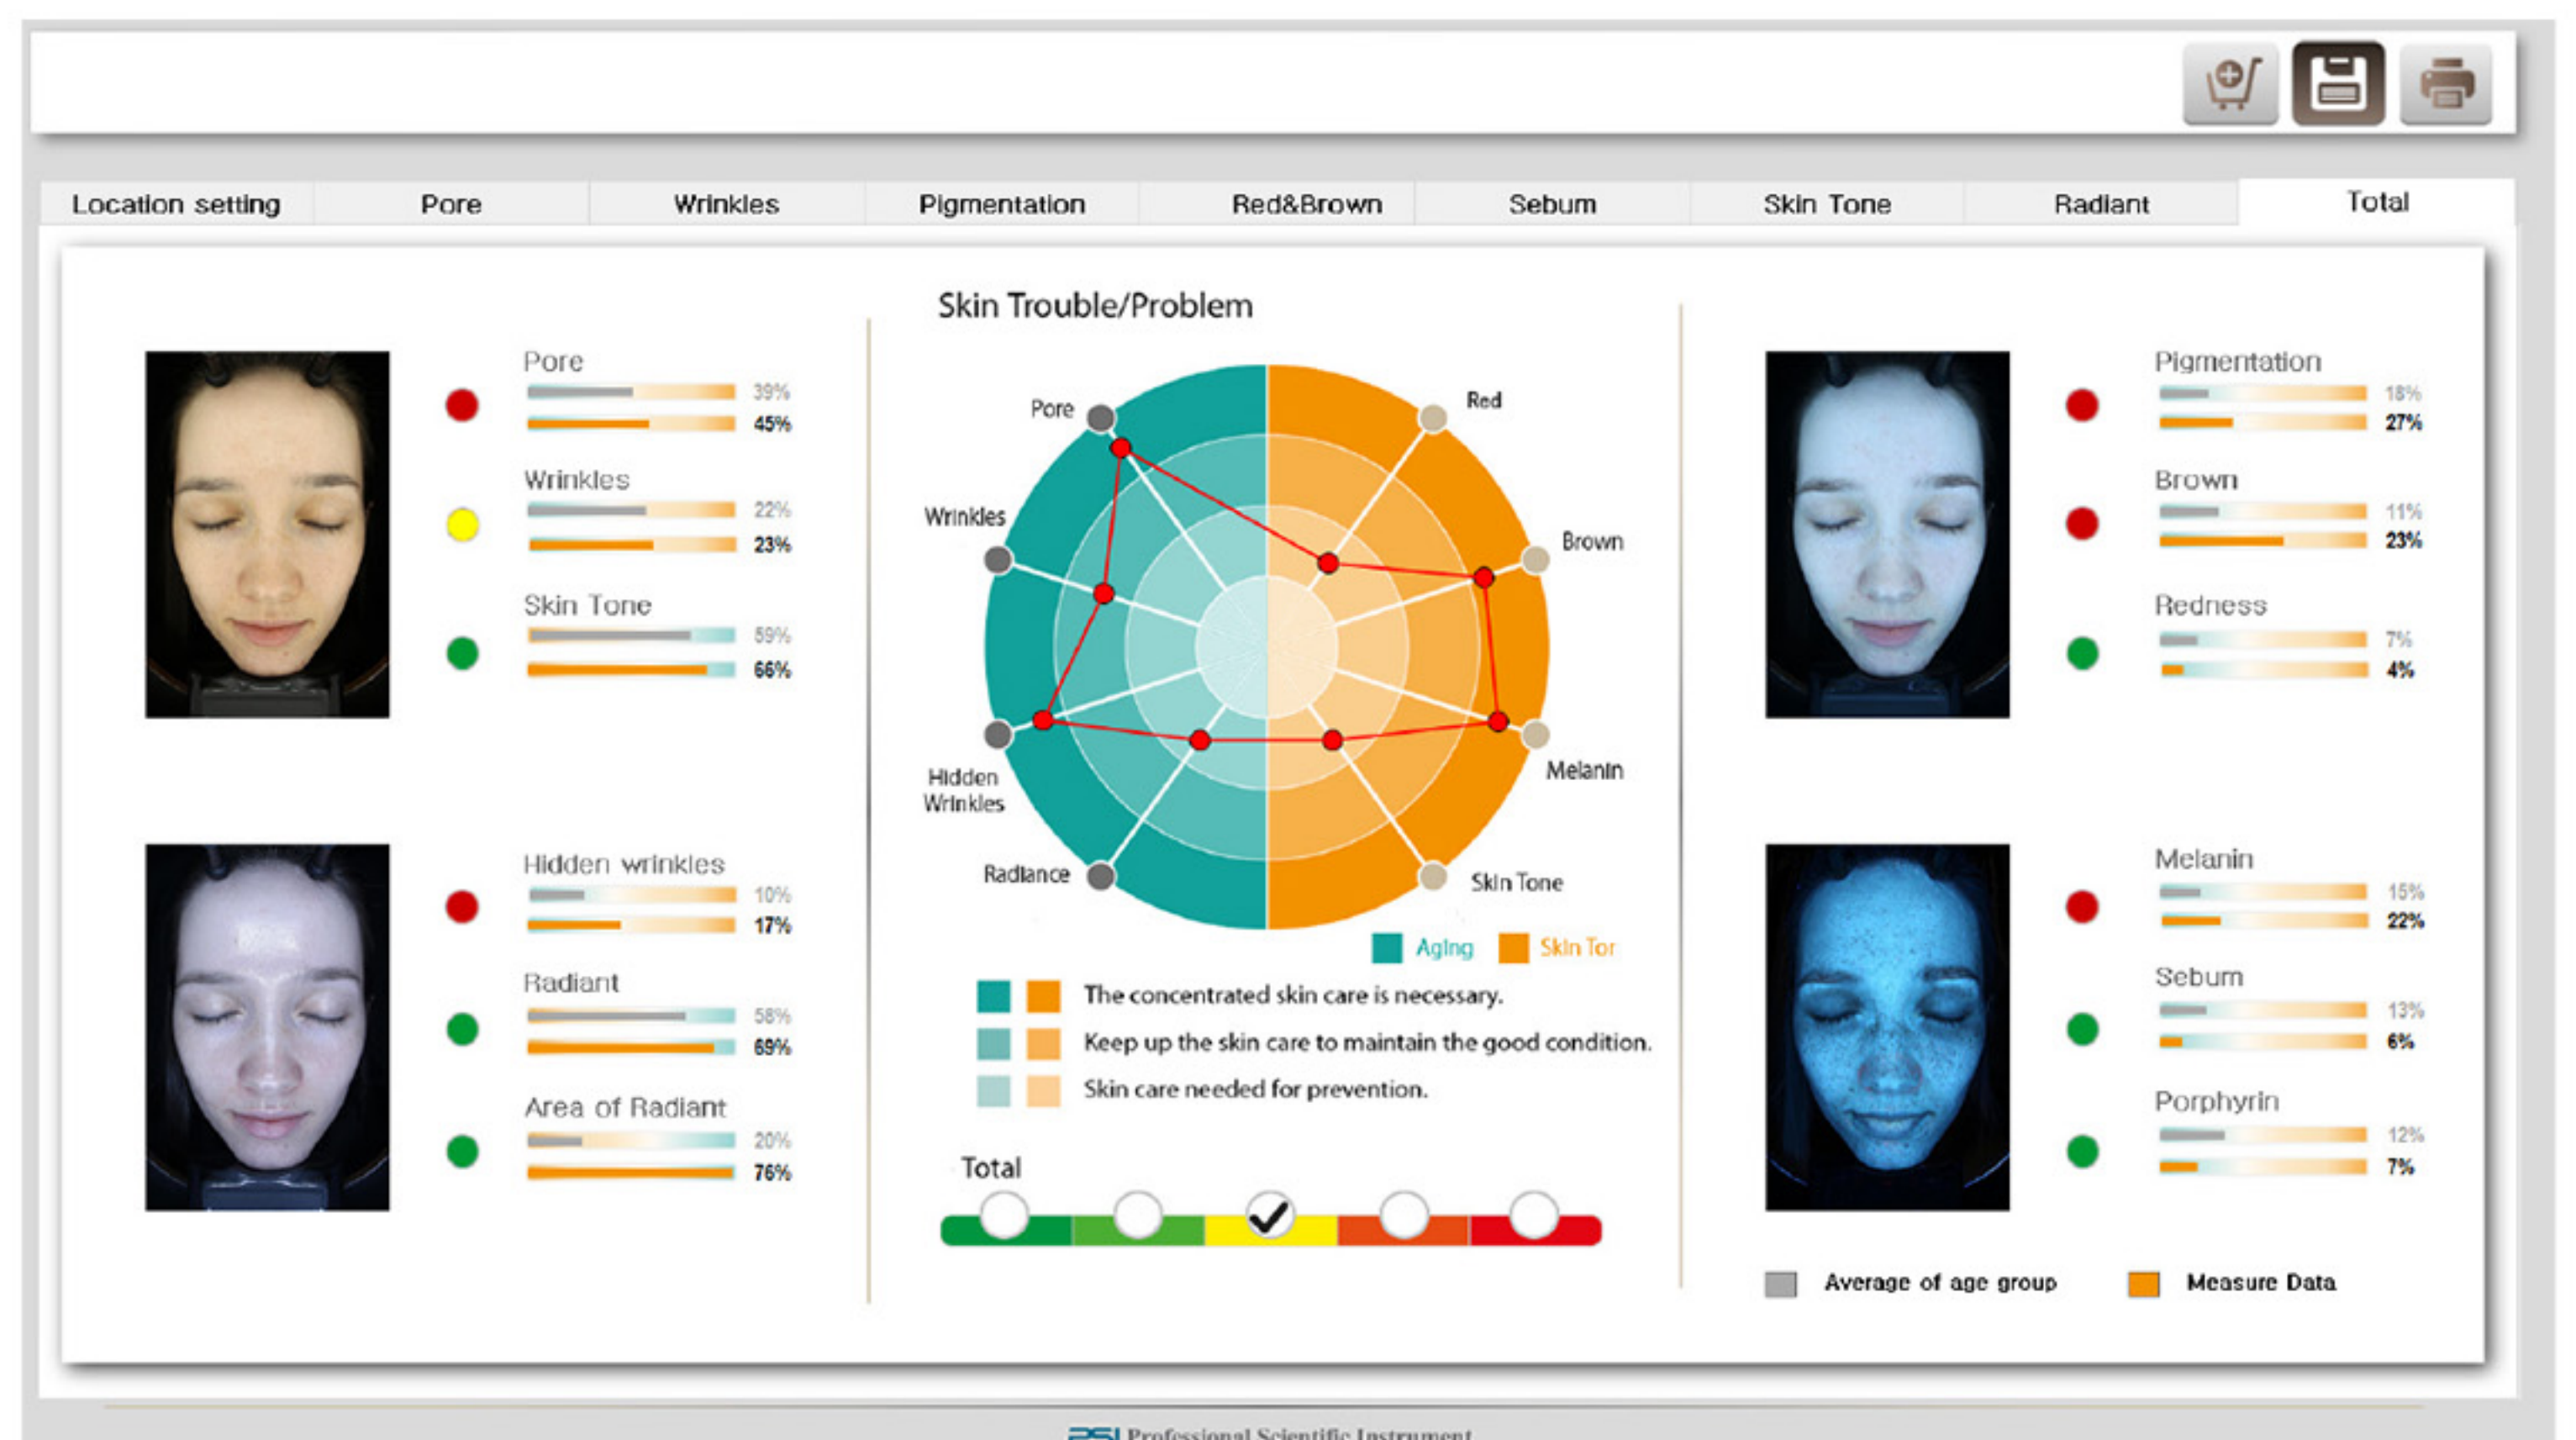 Location setting
Pore
Wrinkles
Pigmentation
Red&Brown
Sebum
Skin Tone
Radiant
Total
Pore
39%
45%
Wrinkles
22%
23%
Skin Tone
59%
66%
Hidden wrinkles
10%
17%
Radiant
58%
69%
Area of Radiant
20%
76%
Skin Trouble/Problem
Pore
Red
Wrinkles
Brown
Hidden
Wrinkles
Melanin
Radiance
Skin Tone
Aging
Skin Tor
The concentrated skin care is necessary.
Keep up the skin care to maintain the good condition.
Skin care needed for prevention.
Total
Pigmentation
18%
27%
Brown
11%
23%
Redness
7%
4%
Melanin
15%
22%
Sebum
13%
6%
Porphyrin
12%
7%
Average of age group
Measure Data
PSI Professional Scientific Instrument